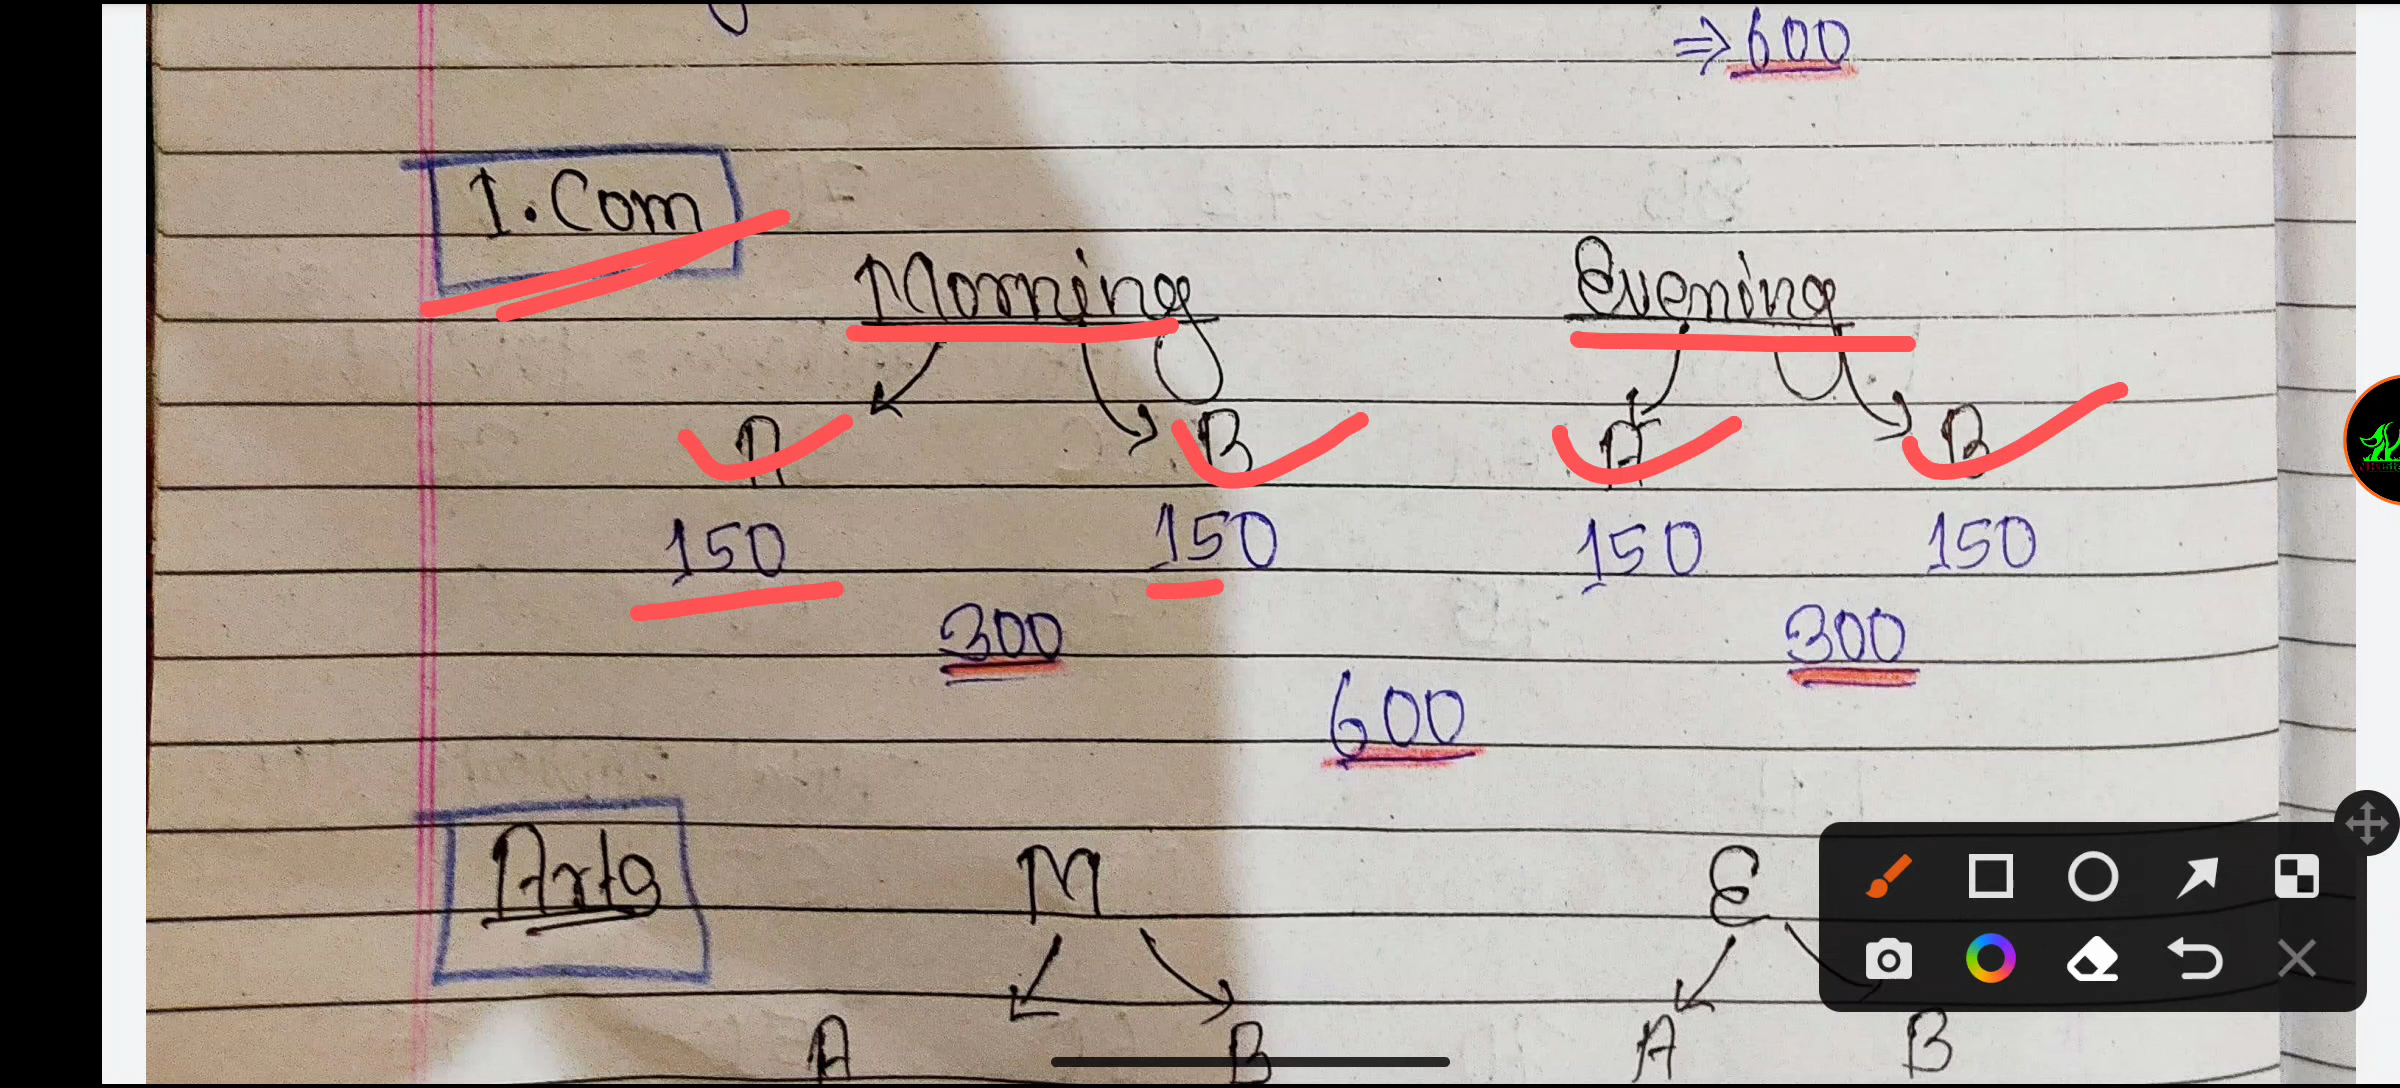 ⇒ 600
I.Com
Morning Evening
A B A B
150 150 150 150
300 300
600
Arts M E
A B A B